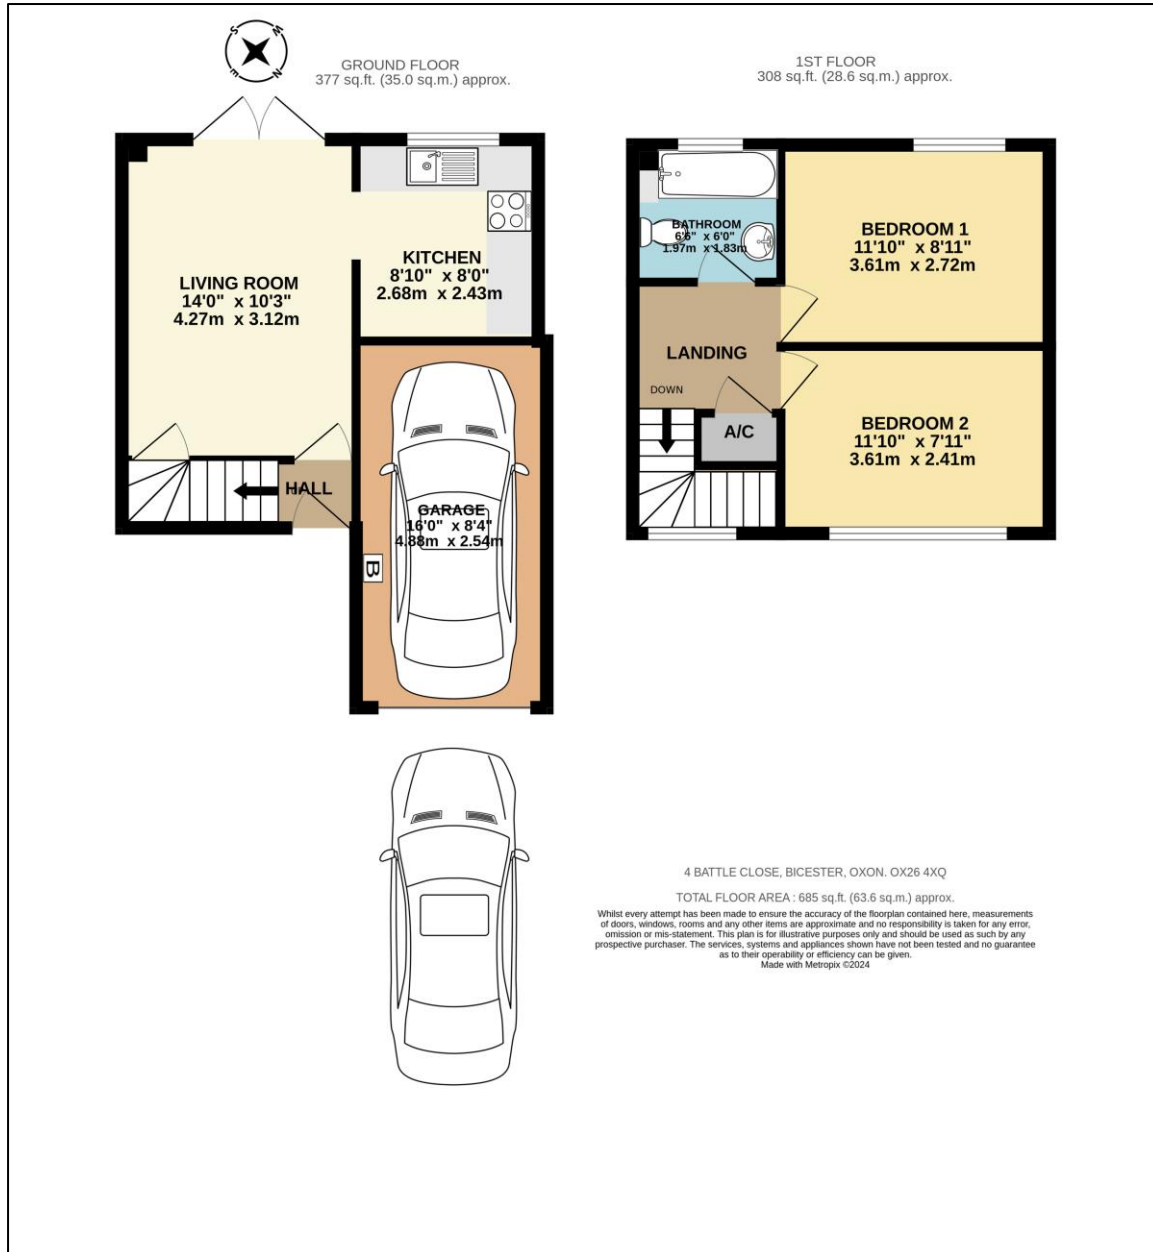 S
W
E
N
GROUND FLOOR
377 sq.ft. (35.0 sq.m.) approx.
1ST FLOOR
308 sq.ft. (28.6 sq.m.) approx.
LIVING ROOM
14'0" x 10'3"
4.27m x 3.12m
KITCHEN
8'10" x 8'0"
2.68m x 2.43m
HALL
GARAGE
16'0" x 8'4"
4.88m x 2.54m
B
BATHROOM
6'6" x 6'0"
1.97m x 1.83m
BEDROOM 1
11'10" x 8'11"
3.61m x 2.72m
LANDING
DOWN
A/C
BEDROOM 2
11'10" x 7'11"
3.61m x 2.41m
4 BATTLE CLOSE, BICESTER, OXON. OX26 4XQ
TOTAL FLOOR AREA : 685 sq.ft. (63.6 sq.m.) approx.
Whilst every attempt has been made to ensure the accuracy of the floorplan contained here, measurements
of doors, windows, rooms and any other items are approximate and no responsibility is taken for any error,
omission or mis-statement. This plan is for illustrative purposes only and should be used as such by any
prospective purchaser. The services, systems and appliances shown have not been tested and no guarantee
as to their operability or efficiency can be given.
Made with Metropix ©2024